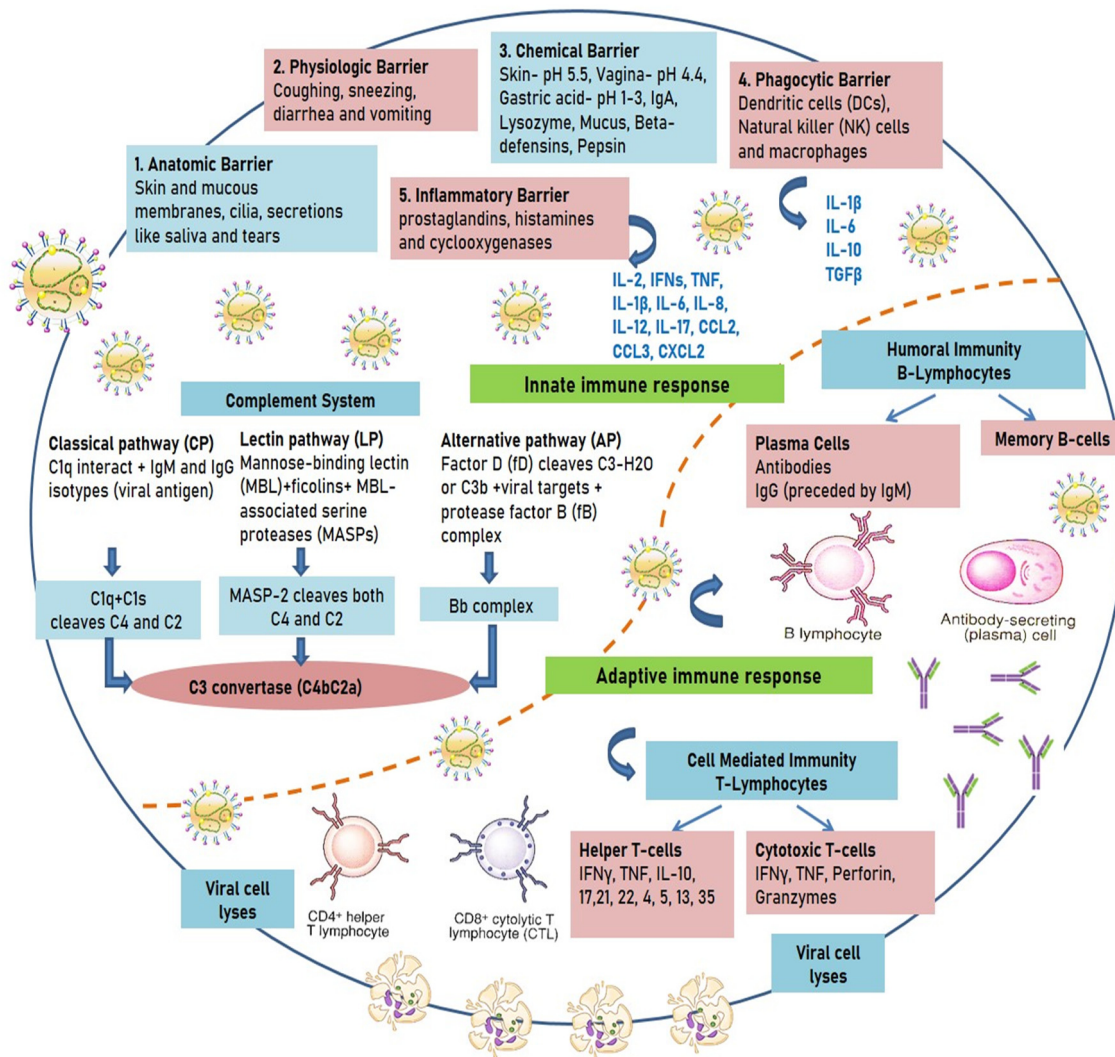 3. Chemical Barrier
Skin- pH 5.5, Vagina- pH 4.4,
Gastric acid- pH 1-3, IgA,
Lysozyme, Mucus, Beta-
defensins, Pepsin
2. Physiologic Barrier
Coughing, sneezing,
diarrhea and vomiting
4. Phagocytic Barrier
Dendritic cells (DCs),
Natural killer (NK) cells
and macrophages
1. Anatomic Barrier
Skin and mucous
membranes, cilia, secretions
like saliva and tears
5. Inflammatory Barrier
prostaglandins, histamines
and cyclooxygenases
IL-1β
IL-6
IL-10
TGFβ
IL-2, IFNs, TNF,
IL-1β, IL-6, IL-8,
IL-12, IL-17, CCL2,
CCL3, CXCL2
Humoral Immunity
B-Lymphocytes
Innate immune response
Complement System
Classical pathway (CP)
C1q interact + IgM and IgG
isotypes (viral antigen)
Lectin pathway (LP)
Mannose-binding lectin
(MBL)+ficolins+ MBL-
associated serine
proteases (MASPs)
Alternative pathway (AP)
Factor D (fD) cleaves C3-H2O
or C3b +viral targets +
protease factor B (fB)
complex
Plasma Cells
Antibodies
IgG (preceded by IgM)
Memory B-cells
C1q+C1s
cleaves C4 and C2
MASP-2 cleaves both
C4 and C2
Bb complex
B lymphocyte
Antibody-secreting
(plasma) cell
C3 convertase (C4bC2a)
Adaptive immune response
Cell Mediated Immunity
T-Lymphocytes
Helper T-cells
IFNγ, TNF, IL-10,
17,21, 22, 4, 5, 13, 35
Cytotoxic T-cells
IFNγ, TNF, Perforin,
Granzymes
Viral cell
lyses
CD4⁺ helper
T lymphocyte
CD8⁺ cytolytic T
lymphocyte (CTL)
Viral cell
lyses